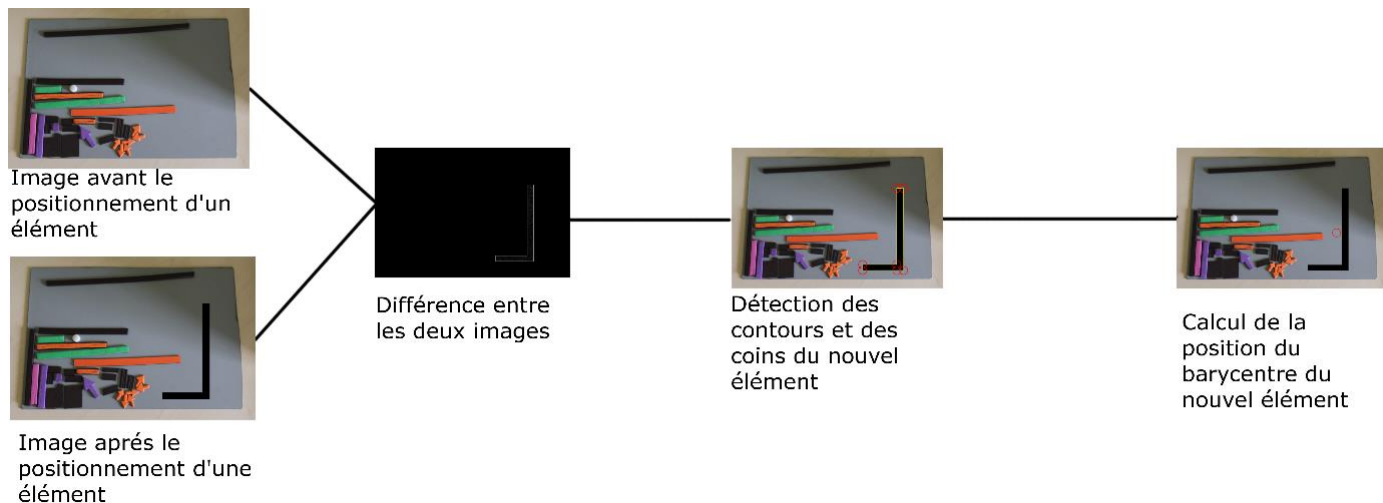 Image avant le
positionnement d'un
élément
Image aprés le
positionnement d'une
élément
Différence entre
les deux images
Détection des
contours et des
coins du nouvel
élément
Calcul de la
position du
barycentre du
nouvel élément